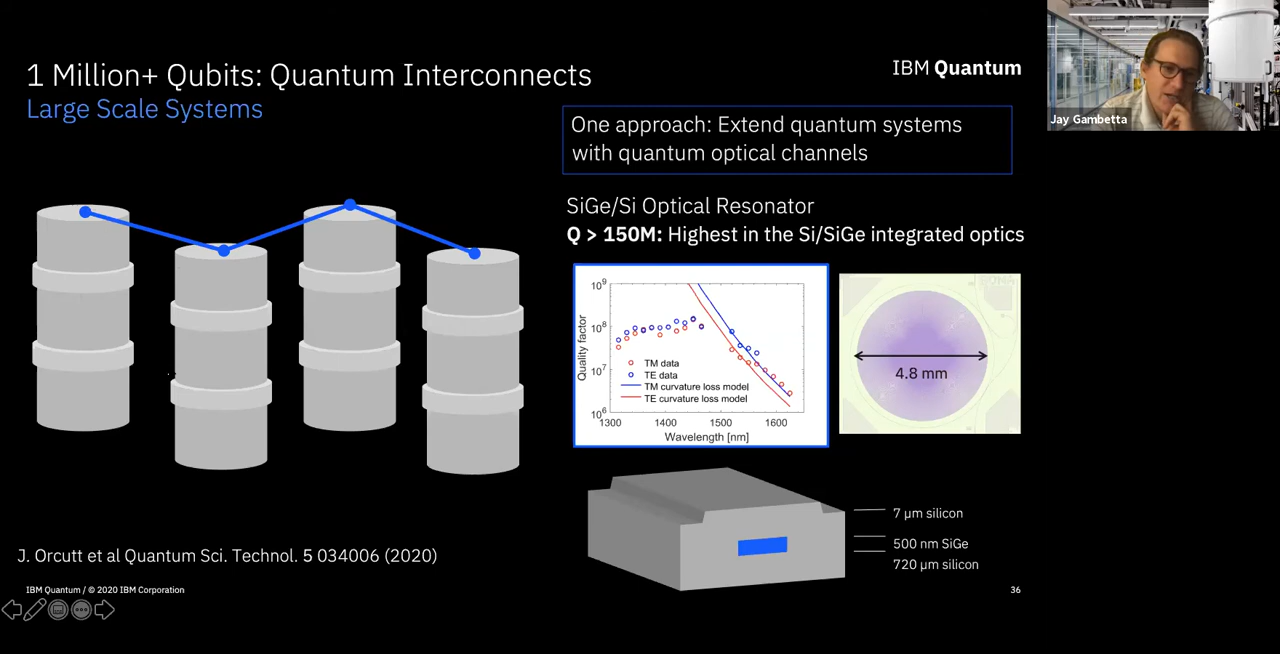 1 Million+ Qubits: Quantum Interconnects
Large Scale Systems
IBM Quantum
Jay Gambetta
One approach: Extend quantum systems
with quantum optical channels
SiGe/Si Optical Resonator
Q > 150M: Highest in the Si/SiGe integrated optics
10⁹
10⁸
10⁷
10⁶
Quality factor
TM data
TE data
TM curvature loss model
TE curvature loss model
1300 1400 1500 1600
Wavelength [nm]
4.8 mm
7 µm silicon
500 nm SiGe
720 µm silicon
J. Orcutt et al Quantum Sci. Technol. 5 034006 (2020)
IBM Quantum / © 2020 IBM Corporation
36